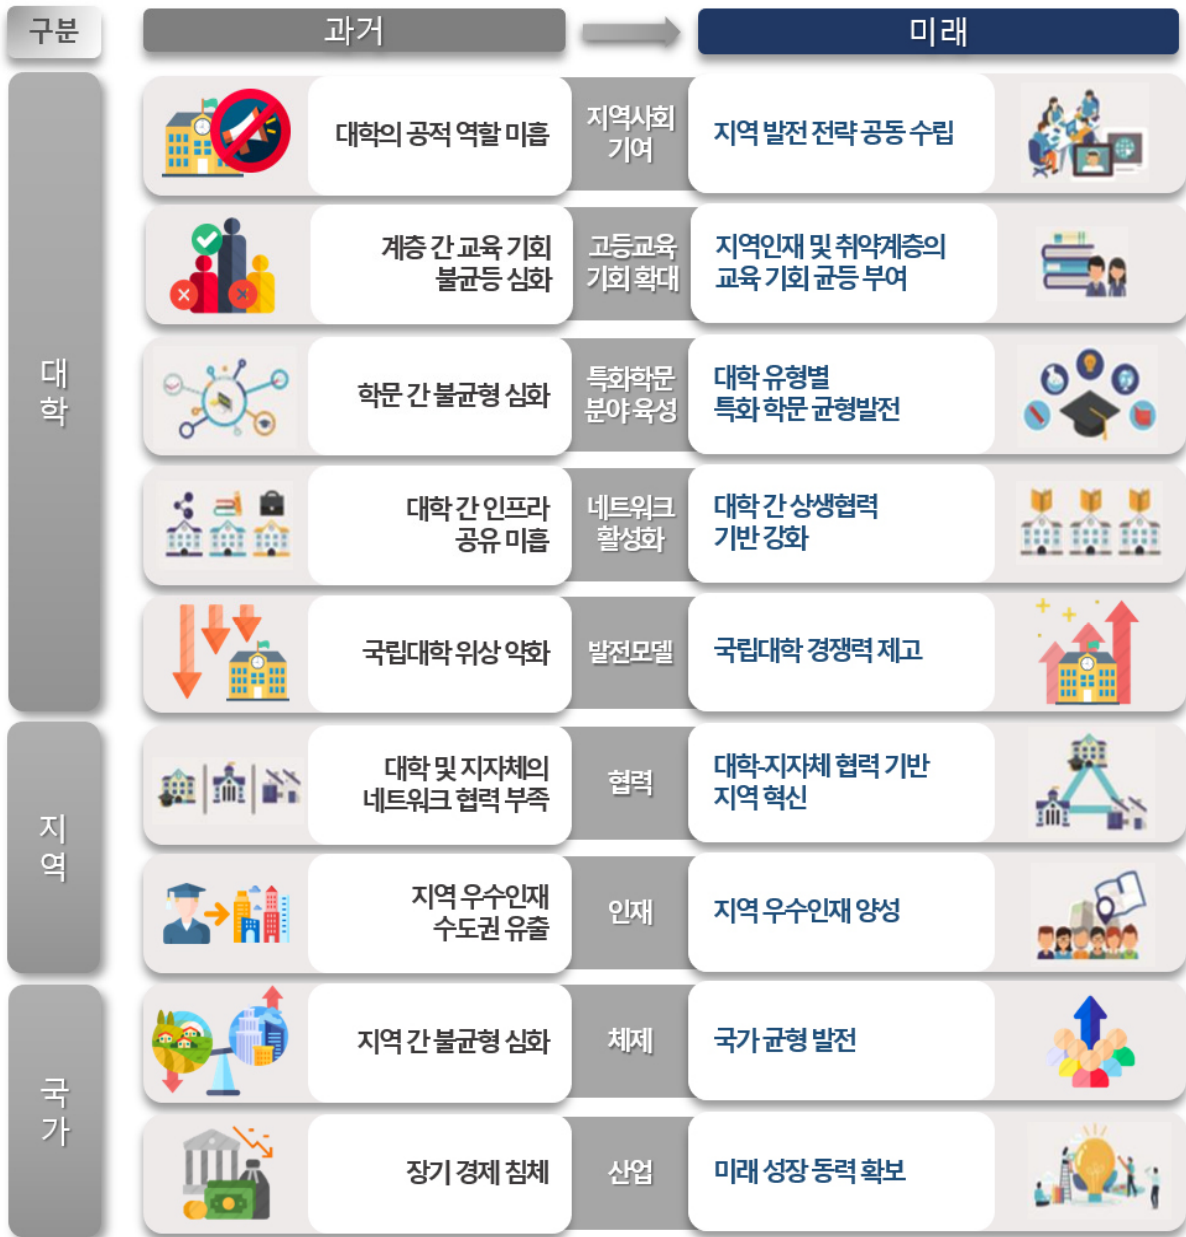 구분
과거
미래
대학
대학의 공적 역할 미흡
지역사회
기여
지역 발전 전략 공동 수립
계층 간 교육 기회
불균등 심화
고등교육
기회 확대
지역인재 및 취약계층의
교육 기회 균등 부여
학문 간 불균형 심화
특화학문
분야 육성
대학 유형별
특화 학문 균형발전
대학 간 인프라
공유 미흡
네트워크
활성화
대학 간 상생협력
기반 강화
국립대학 위상 약화
발전모델
국립대학 경쟁력 제고
지역
대학 및 지자체의
네트워크 협력 부족
협력
대학-지자체 협력 기반
지역 혁신
지역 우수인재
수도권 유출
인재
지역 우수인재 양성
국가
지역 간 불균형 심화
체제
국가 균형 발전
장기 경제 침체
산업
미래 성장 동력 확보